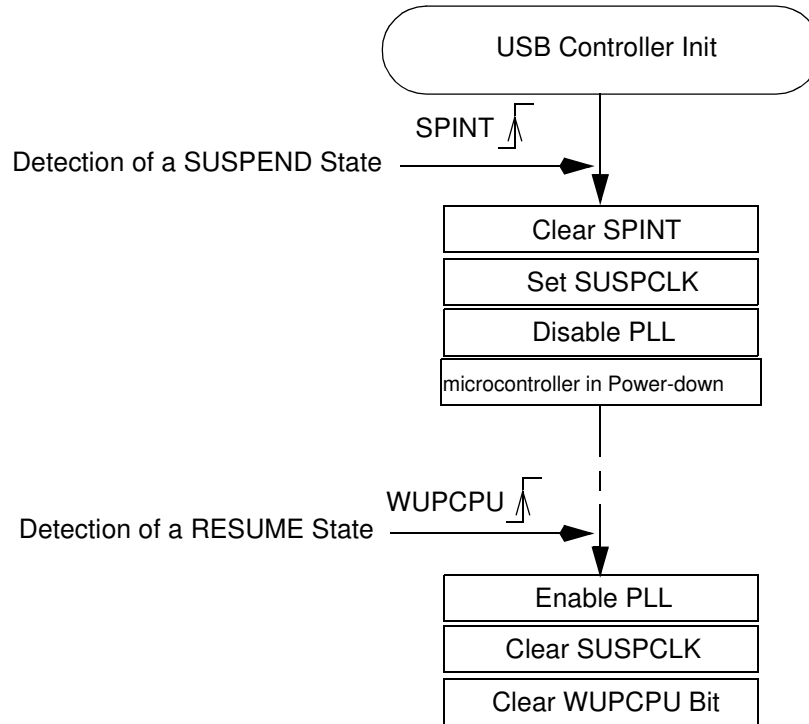 USB Controller Init
SPINT
Detection of a SUSPEND State
Clear SPINT
Set SUSPCLK
Disable PLL
microcontroller in Power-down
WUPCPU
Detection of a RESUME State
Enable PLL
Clear SUSPCLK
Clear WUPCPU Bit